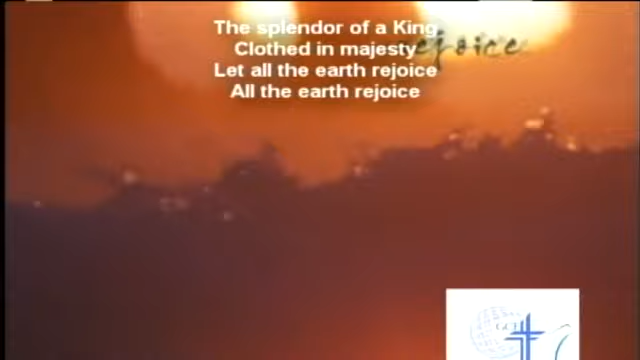 The splendor of a King
Clothed in majesty
rejoice
Let all the earth rejoice
All the earth rejoice